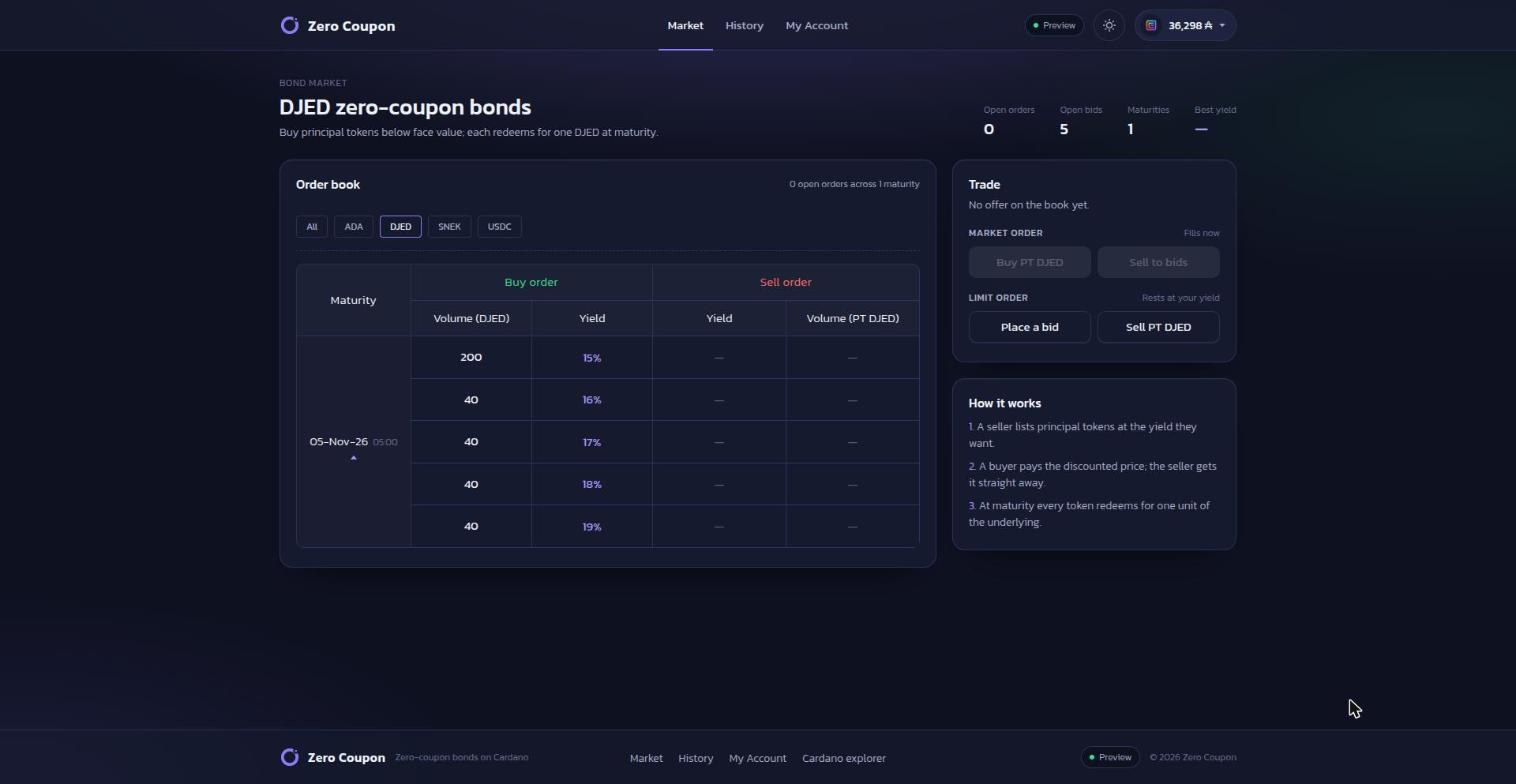 Zero Coupon
Market
History
My Account
Preview
36,298 ₳
BOND MARKET
DJED zero-coupon bonds
Buy principal tokens below face value; each redeems for one DJED at maturity.
Open orders
0
Open bids
5
Maturities
1
Best yield
—
Order book
0 open orders across 1 maturity
All
ADA
DJED
SNEK
USDC
Maturity
Buy order
Sell order
Volume (DJED)
Yield
Yield
Volume (PT DJED)
05-Nov-26 05:00
200
15%
—
—
40
16%
—
—
40
17%
—
—
40
18%
—
—
40
19%
—
—
Trade
No offer on the book yet.
MARKET ORDER
Fills now
Buy PT DJED
Sell to bids
LIMIT ORDER
Rests at your yield
Place a bid
Sell PT DJED
How it works
1. A seller lists principal tokens at the yield they
want.
2. A buyer pays the discounted price; the seller gets
it straight away.
3. At maturity every token redeems for one unit of
the underlying.
Zero Coupon
Zero-coupon bonds on Cardano
Market
History
My Account
Cardano explorer
Preview
© 2026 Zero Coupon